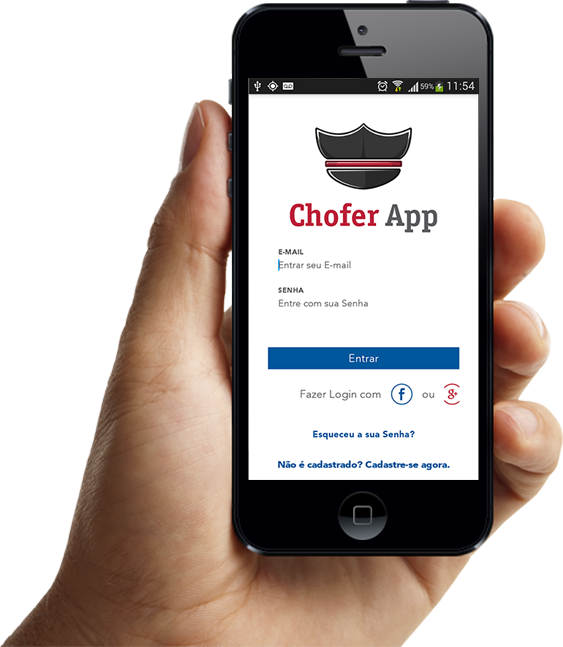 59% 11:54
Chofer App
E-MAIL
Entrar seu E-mail
SENHA
Entre com sua Senha
Entrar
Fazer Login com f ou g+
Esqueceu a sua Senha?
Não é cadastrado? Cadastre-se agora.